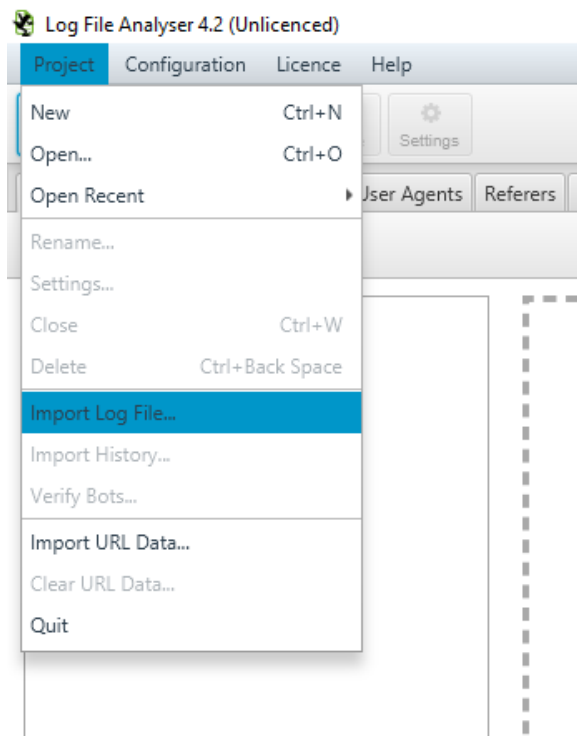 Log File Analyser 4.2 (Unlicenced)
Project Configuration Licence Help
New Ctrl+N
Open... Ctrl+O
Settings
Open Recent
User Agents Referers
Rename...
Settings...
Close Ctrl+W
Delete Ctrl+Back Space
Import Log File...
Import History...
Verify Bots...
Import URL Data...
Clear URL Data...
Quit